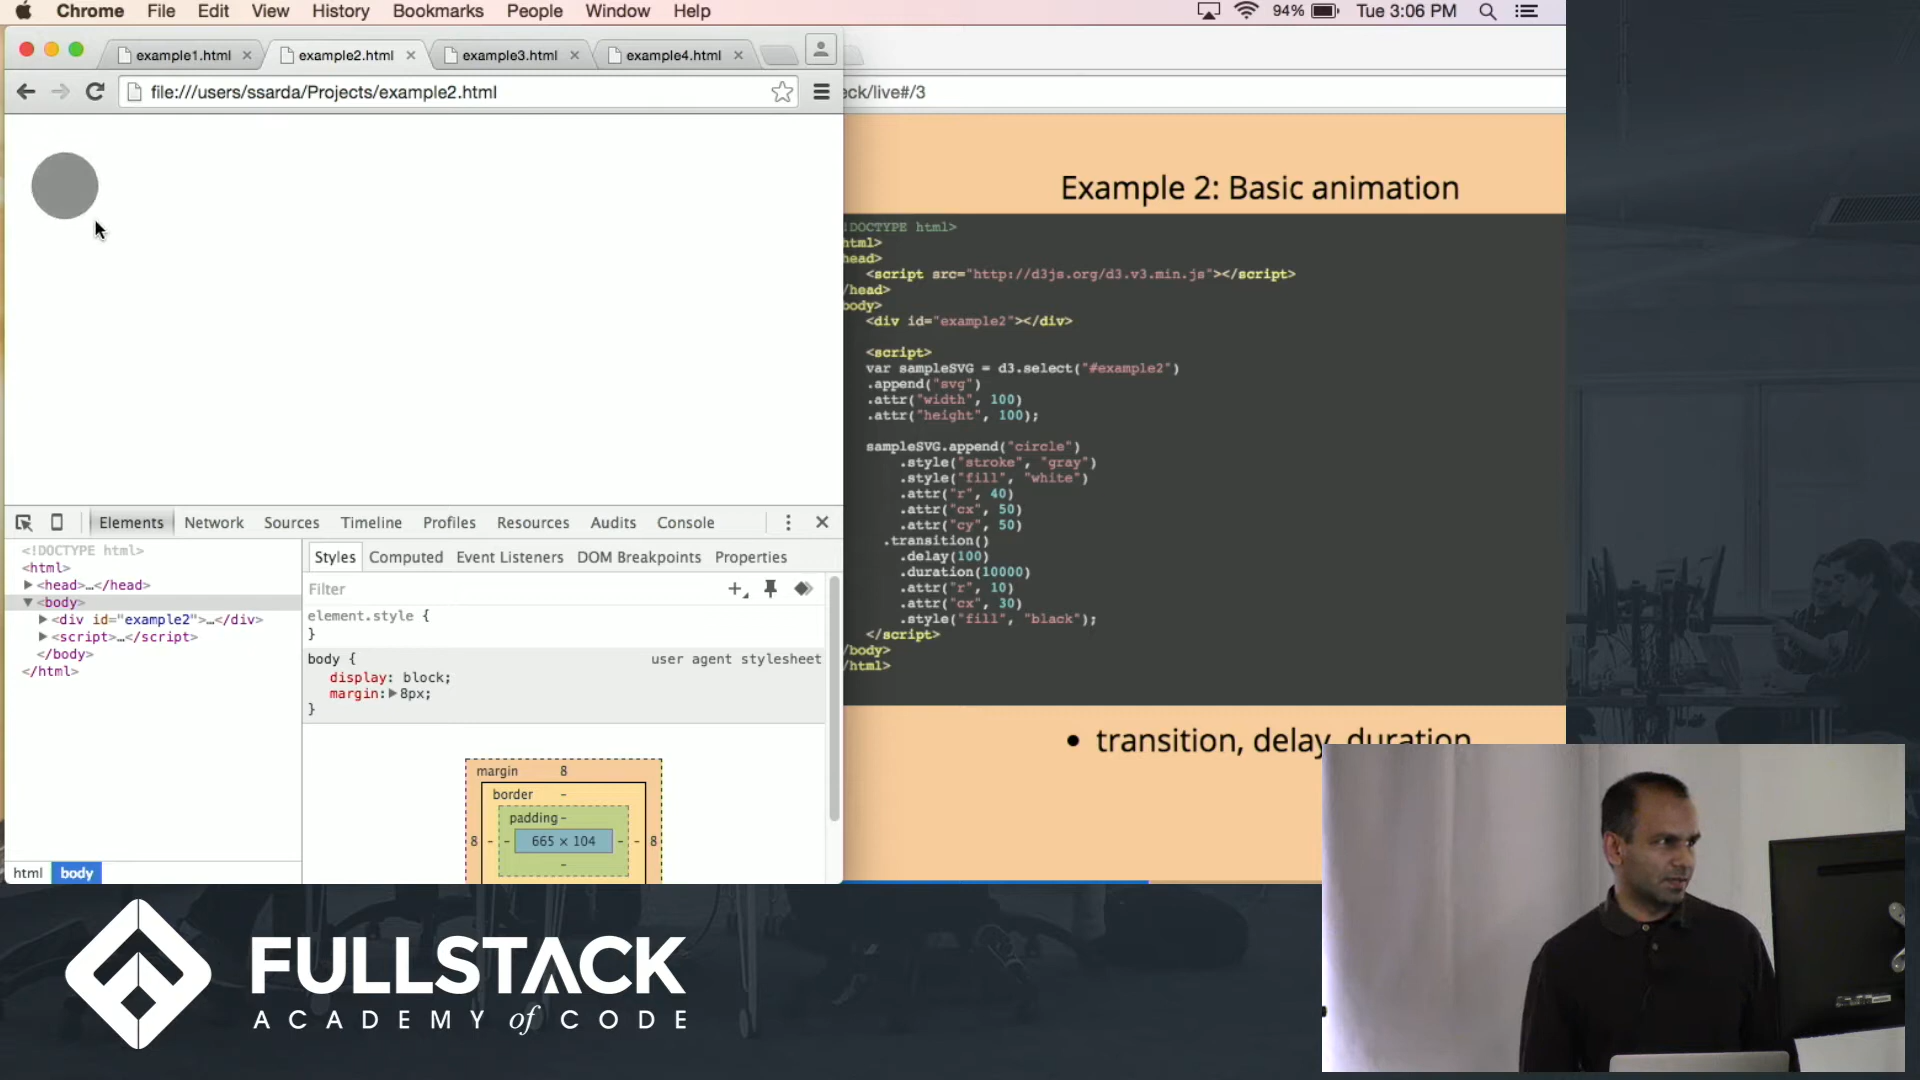 Chrome File Edit View History Bookmarks People Window Help 94% Tue 3:06 PM
example1.html example2.html example3.html example4.html
file:///users/ssarda/Projects/example2.html
eck/live#/3
Example 2: Basic animation
!DOCTYPE html>
html>
head>
<script src="http://d3js.org/d3.v3.min.js"></script>
/head>
body>
<div id="example2"></div>
<script>
var sampleSVG = d3.select("#example2")
.append("svg")
.attr("width", 100)
.attr("height", 100);
sampleSVG.append("circle")
.style("stroke", "gray")
.style("fill", "white")
.attr("r", 40)
.attr("cx", 50)
.attr("cy", 50)
.transition()
.delay(100)
.duration(10000)
.attr("r", 10)
.attr("cx", 30)
.style("fill", "black");
</script>
/body>
/html>
• transition, delay, duration
Elements Network Sources Timeline Profiles Resources Audits Console
<!DOCTYPE html>
<html>
<head>…</head>
<body>
<div id="example2">…</div>
<script>…</script>
</body>
</html>
html body
Styles Computed Event Listeners DOM Breakpoints Properties
Filter
element.style {
}
body { user agent stylesheet
display: block;
margin: 8px;
}
margin 8
border -
padding -
8 - - 665 × 104 - - 8
-
FULLSTACK
ACADEMY of CODE